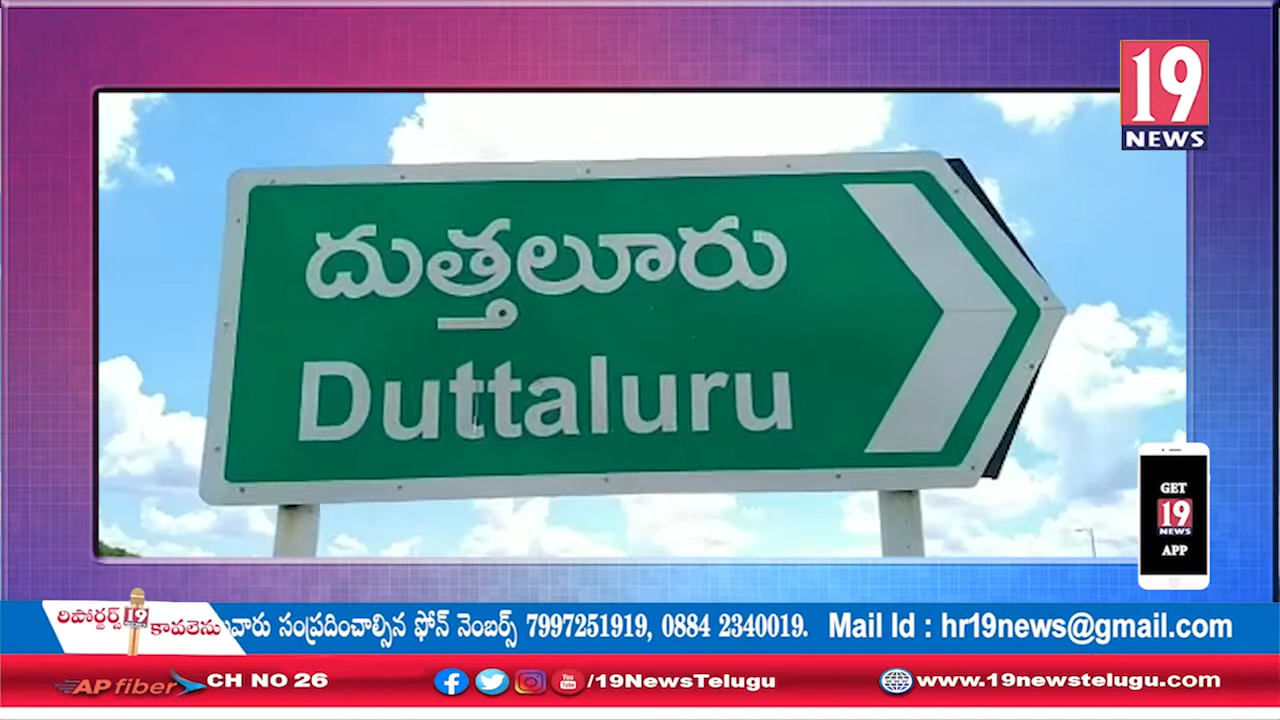 19
NEWS
దుత్తలూరు
Duttaluru
GET
19
NEWS
APP
రిపోర్టర్స్ 19 కావలెను
వారు సంప్రదించాల్సిన ఫోన్ నెంబర్స్ 7997251919, 0884 2340019. Mail Id : hr19news@gmail.com
AP fiber CH NO 26
/19NewsTelugu
www.19newstelugu.com